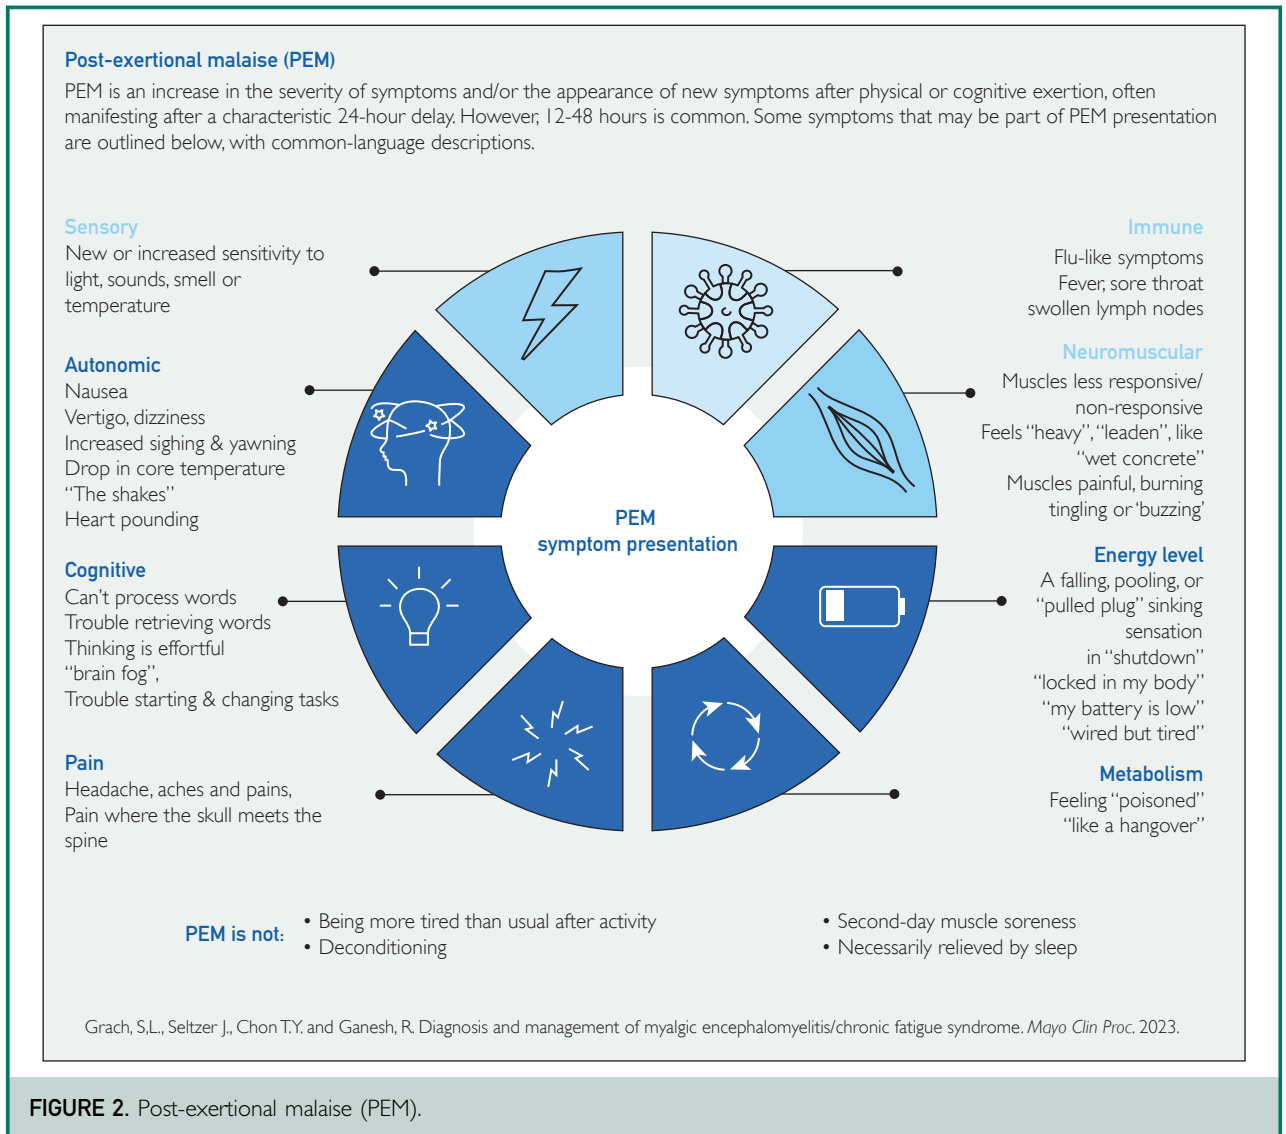 Post-exertional malaise (PEM)
PEM is an increase in the severity of symptoms and/or the appearance of new symptoms after physical or cognitive exertion, often
manifesting after a characteristic 24-hour delay. However, 12-48 hours is common. Some symptoms that may be part of PEM presentation
are outlined below, with common-language descriptions.
Sensory
New or increased sensitivity to
light, sounds, smell or
temperature
Autonomic
Nausea
Vertigo, dizziness
Increased sighing & yawning
Drop in core temperature
“The shakes”
Heart pounding
Cognitive
Can’t process words
Trouble retrieving words
Thinking is effortful
“brain fog”,
Trouble starting & changing tasks
Pain
Headache, aches and pains,
Pain where the skull meets the
spine
PEM
symptom presentation
Immune
Flu-like symptoms
Fever, sore throat
swollen lymph nodes
Neuromuscular
Muscles less responsive/
non-responsive
Feels “heavy”, “leaden”, like
“wet concrete”
Muscles painful, burning
tingling or ‘buzzing’
Energy level
A falling, pooling, or
“pulled plug” sinking
sensation
in “shutdown”
“locked in my body”
“my battery is low”
“wired but tired”
Metabolism
Feeling “poisoned”
“like a hangover”
PEM is not:
• Being more tired than usual after activity
• Deconditioning
• Second-day muscle soreness
• Necessarily relieved by sleep
Grach, S,L., Seltzer J., Chon T.Y. and Ganesh, R. Diagnosis and management of myalgic encephalomyelitis/chronic fatigue syndrome. Mayo Clin Proc. 2023.
FIGURE 2. Post-exertional malaise (PEM).